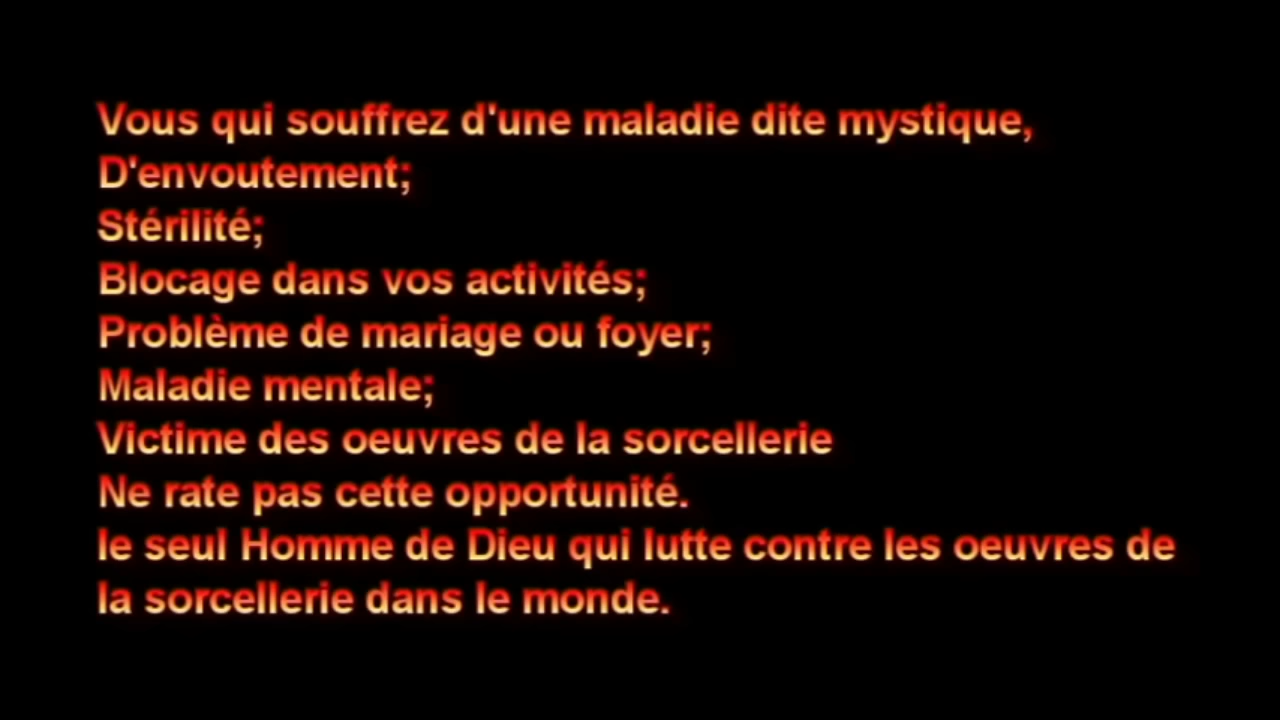 Vous qui souffrez d'une maladie dite mystique,
D'envoutement;
Stérilité;
Blocage dans vos activités;
Problème de mariage ou foyer;
Maladie mentale;
Victime des oeuvres de la sorcellerie
Ne rate pas cette opportunité.
le seul Homme de Dieu qui lutte contre les oeuvres de
la sorcellerie dans le monde.